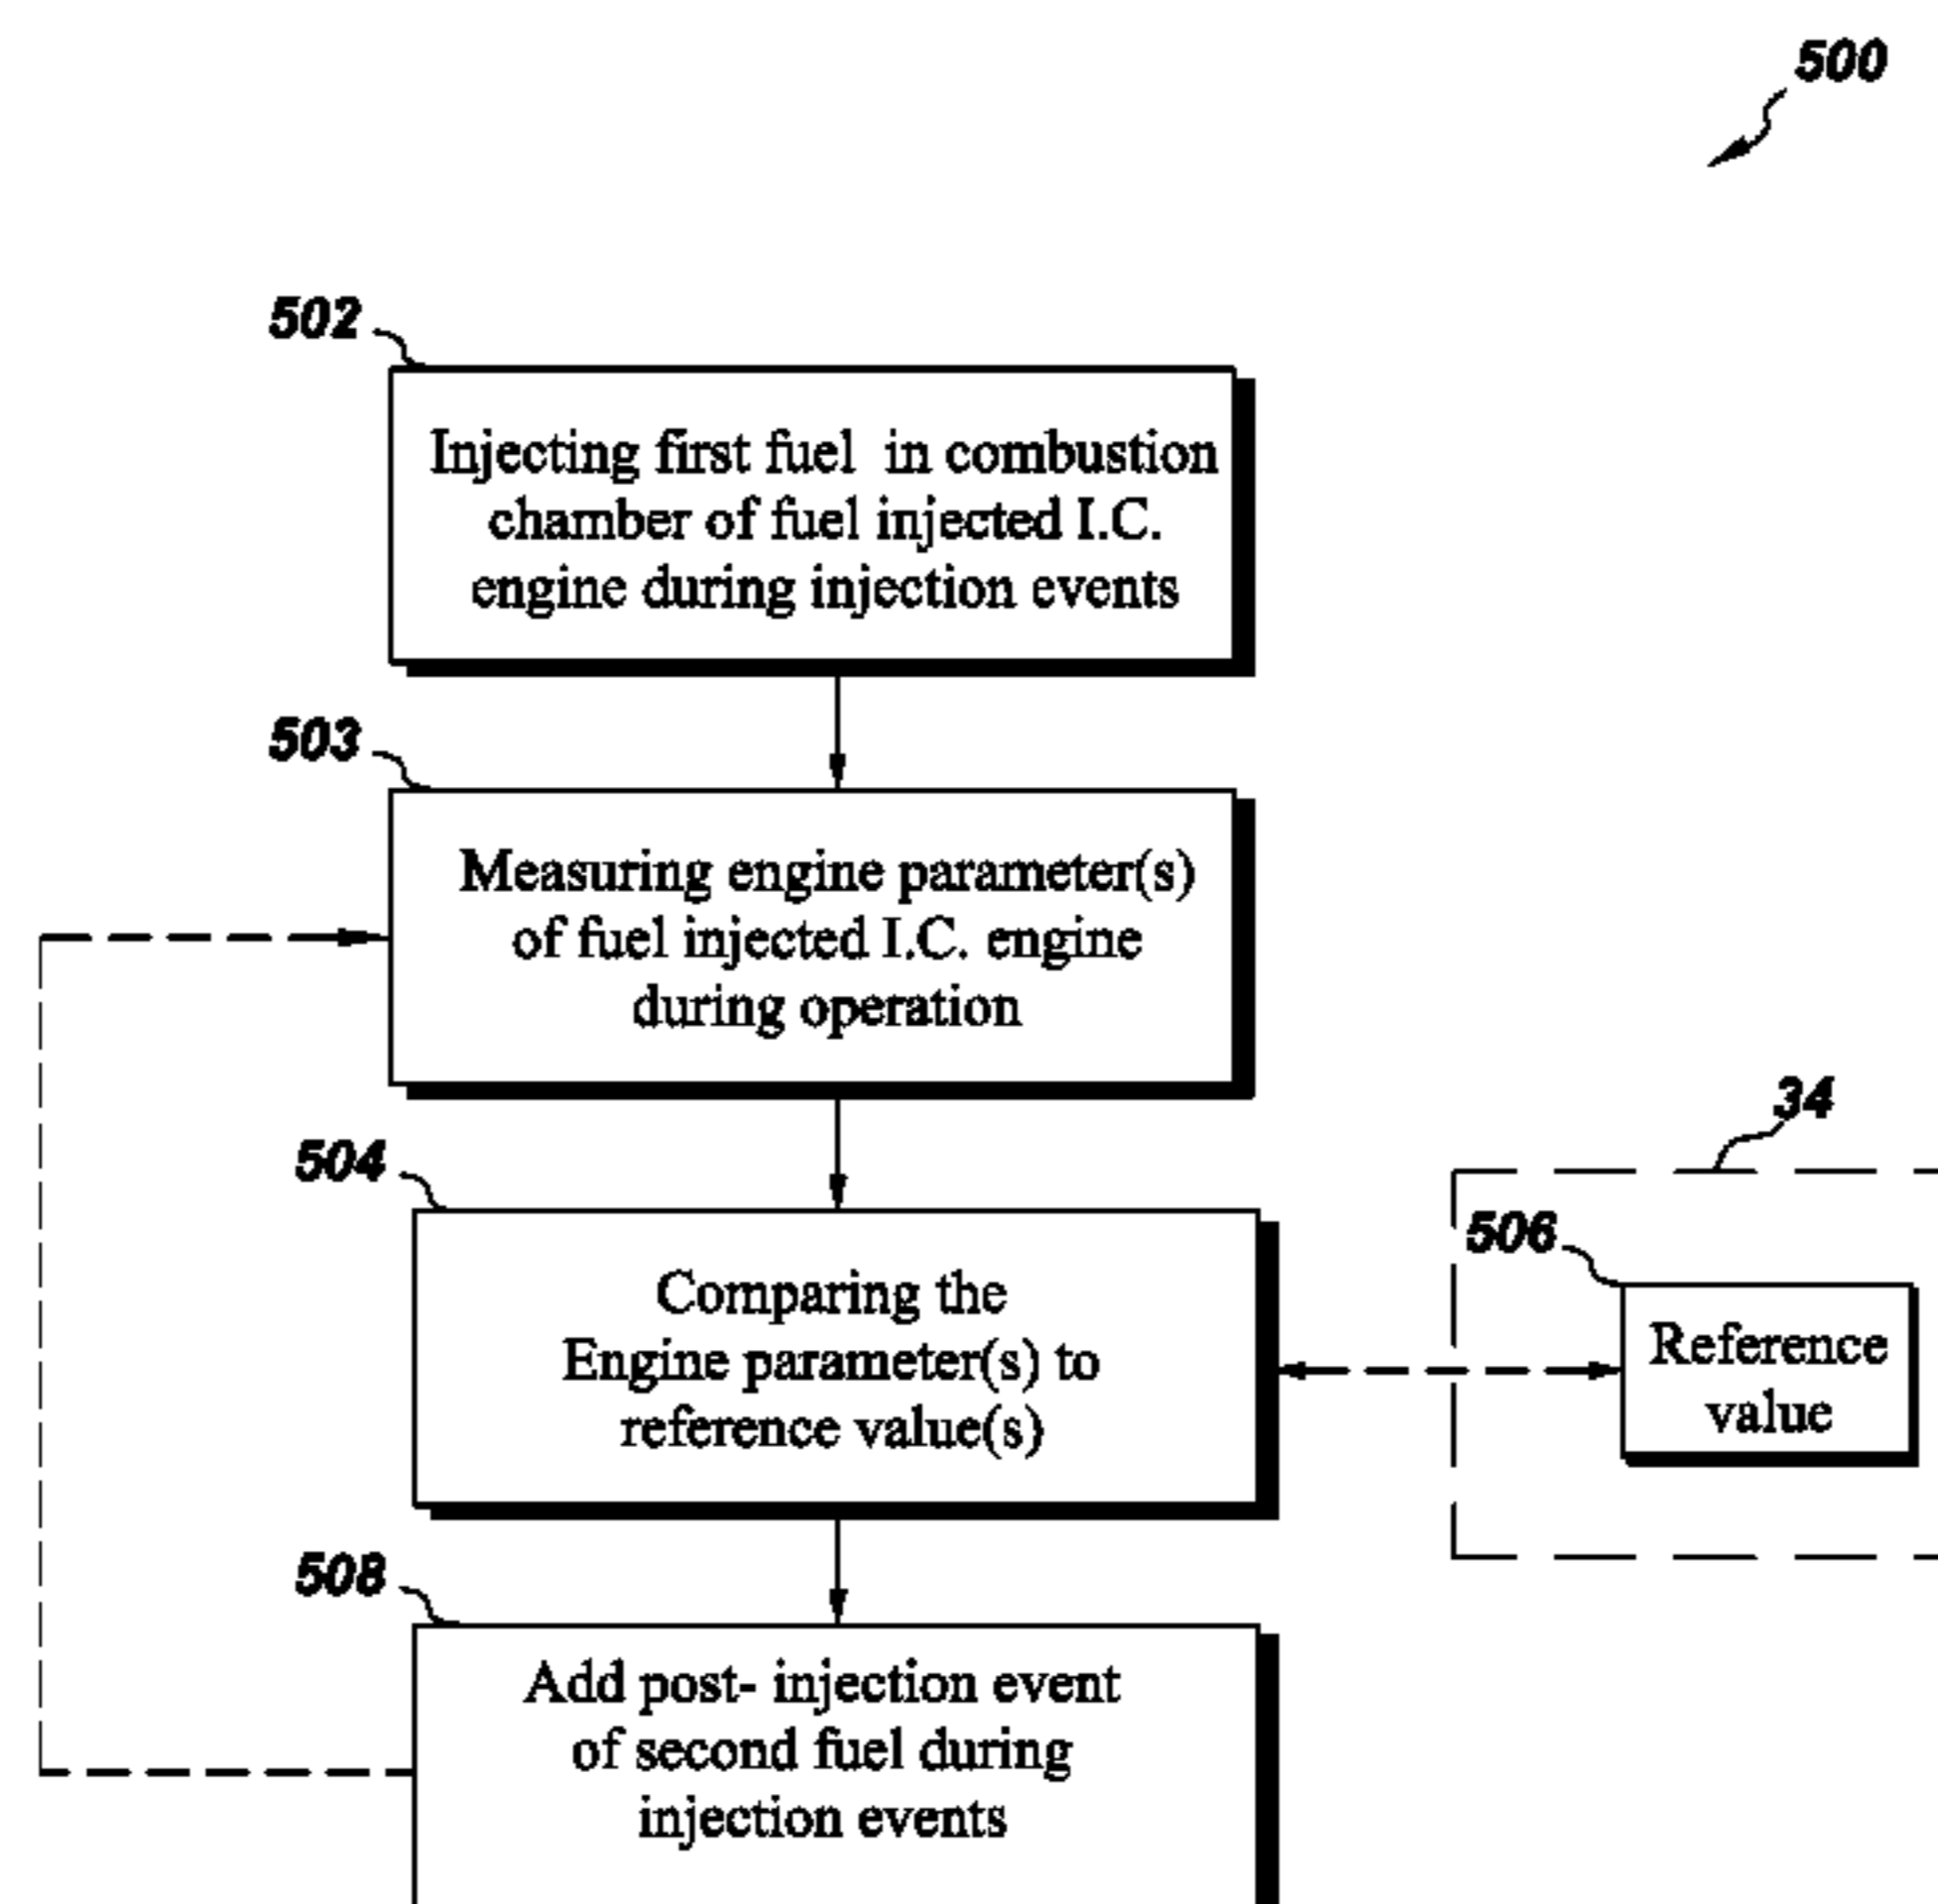 500
502
Injecting first fuel in combustion
chamber of fuel injected I.C.
engine during injection events
503
Measuring engine parameter(s)
of fuel injected I.C. engine
during operation
504
Comparing the
Engine parameter(s) to
reference value(s)
34
506
Reference
value
508
Add post- injection event
of second fuel during
injection events